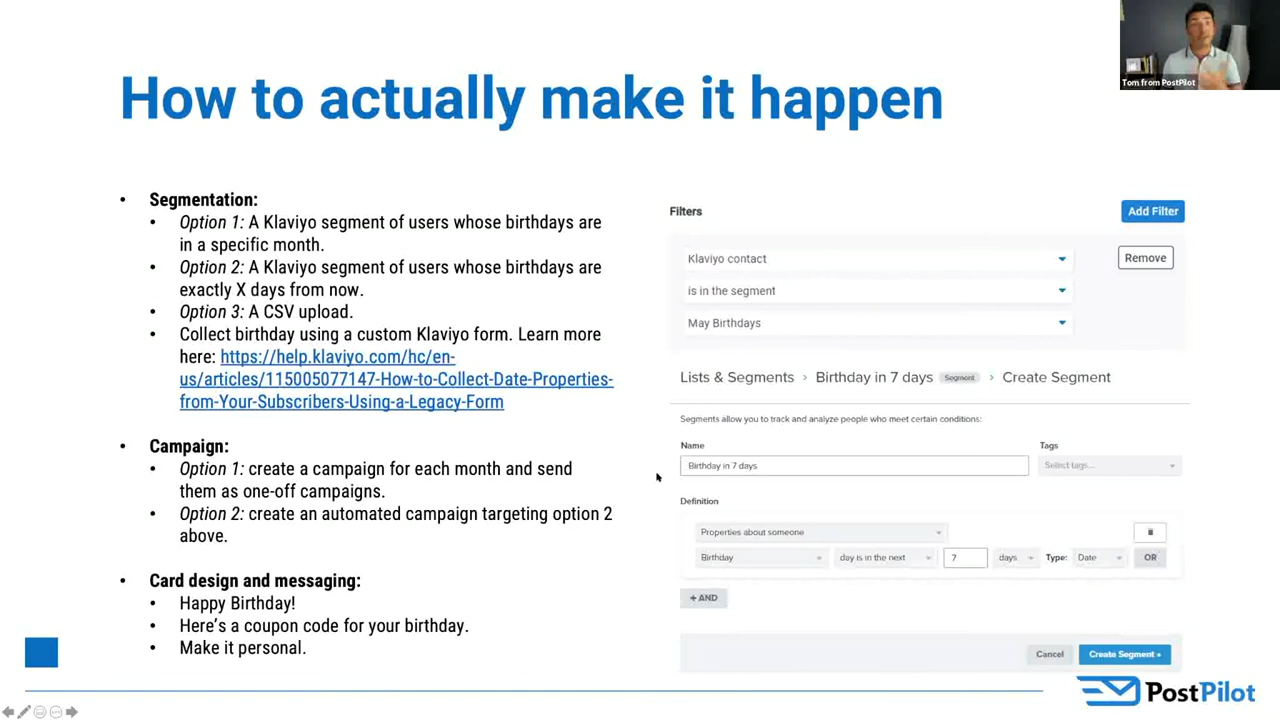 Tom from PostPilot
How to actually make it happen
• Segmentation:
• Option 1: A Klaviyo segment of users whose birthdays are
in a specific month.
• Option 2: A Klaviyo segment of users whose birthdays are
exactly X days from now.
• Option 3: A CSV upload.
• Collect birthday using a custom Klaviyo form. Learn more
here: https://help.klaviyo.com/hc/en-
us/articles/115005077147-How-to-Collect-Date-Properties-
from-Your-Subscribers-Using-a-Legacy-Form
• Campaign:
• Option 1: create a campaign for each month and send
them as one-off campaigns.
• Option 2: create an automated campaign targeting option 2
above.
• Card design and messaging:
• Happy Birthday!
• Here's a coupon code for your birthday.
• Make it personal.
Filters
Add Filter
Klaviyo contact
Remove
is in the segment
May Birthdays
Lists & Segments › Birthday in 7 days Segment › Create Segment
Segments allow you to track and analyze people who meet certain conditions:
Name
Tags
Birthday in 7 days
Select tags...
Definition
Properties about someone
Birthday day is in the next 7 days Type: Date OR
+ AND
Cancel Create Segment »
PostPilot